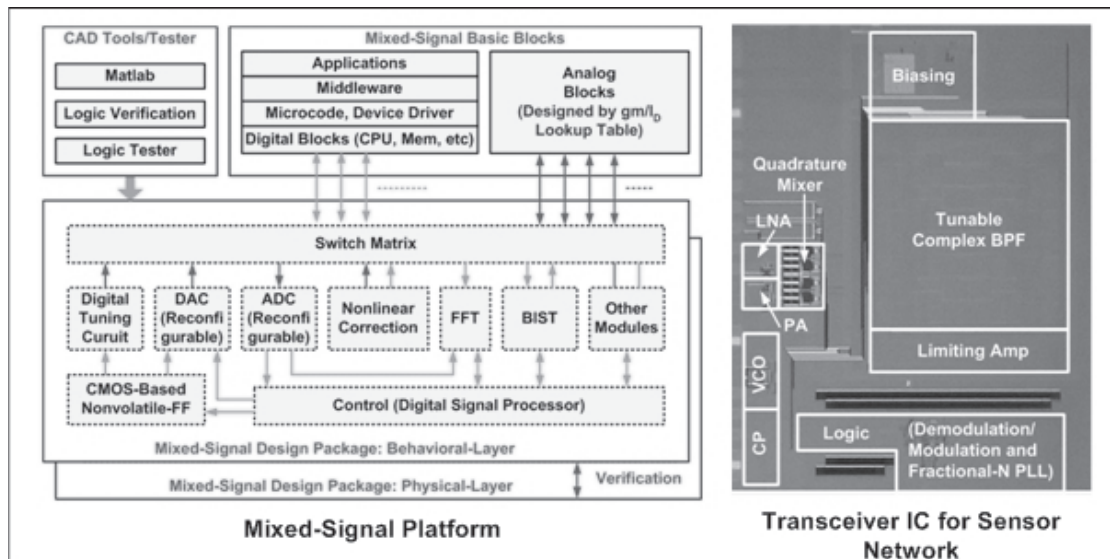 CAD Tools/Tester
Matlab
Logic Verification
Logic Tester
Mixed-Signal Basic Blocks
Applications
Middleware
Microcode, Device Driver
Digital Blocks (CPU, Mem, etc)
Analog
Blocks
(Designed by gm/ID
Lookup Table)
Switch Matrix
Digital
Tuning
Curuit
DAC
(Reconfi
gurable)
ADC
(Reconfi
gurable)
Nonlinear
Correction
FFT
BIST
Other
Modules
CMOS-Based
Nonvolatile-FF
Control (Digital Signal Processor)
Mixed-Signal Design Package: Behavioral-Layer
Mixed-Signal Design Package: Physical-Layer
Verification
Mixed-Signal Platform
Biasing
Quadrature
Mixer
LNA
PA
Tunable
Complex BPF
Limiting Amp
VCO
CP
Logic
(Demodulation/
Modulation and
Fractional-N PLL)
Transceiver IC for Sensor
Network